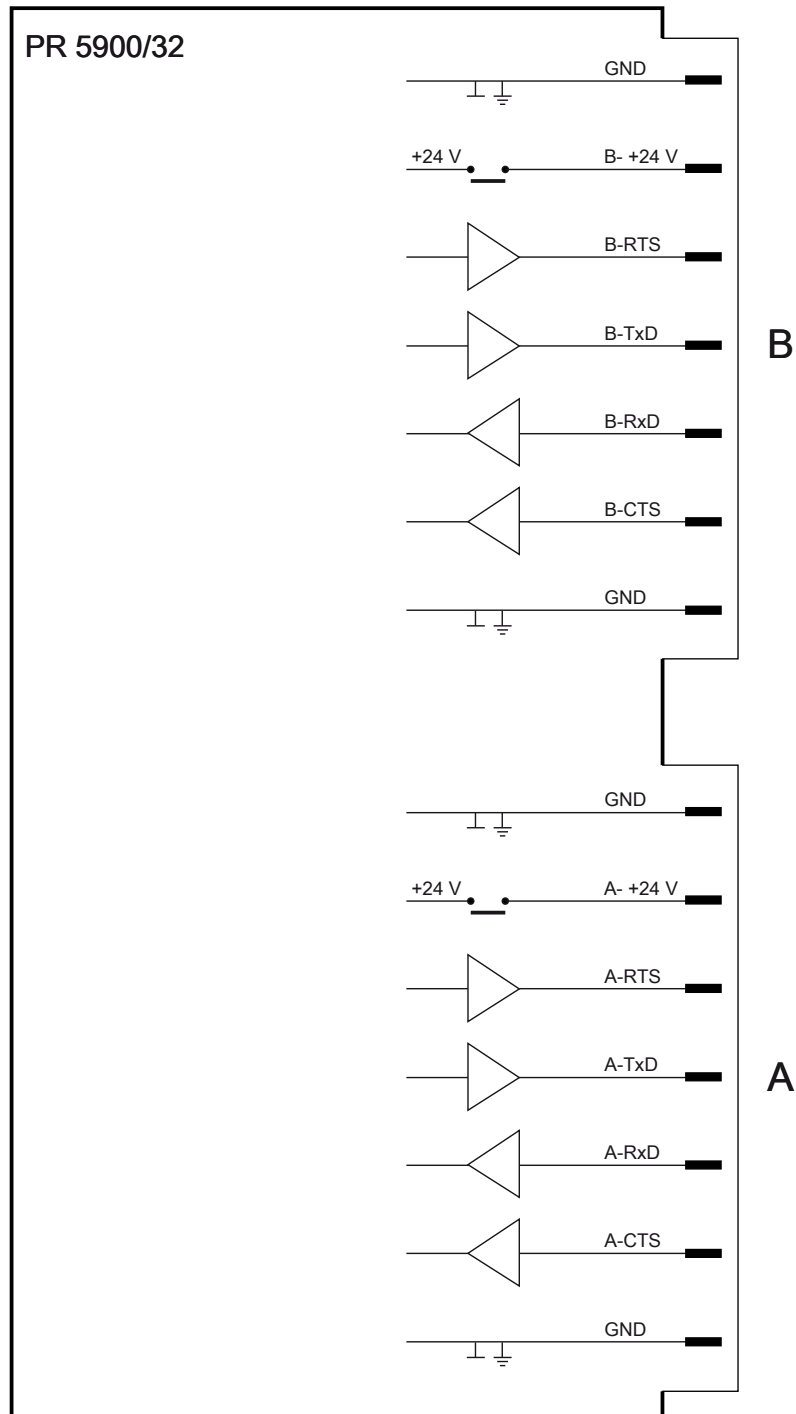 PR 5900/32
GND
+24 V B- +24 V
B-RTS
B-TxD
B
B-RxD
B-CTS
GND
GND
+24 V A- +24 V
A-RTS
A-TxD
A
A-RxD
A-CTS
GND